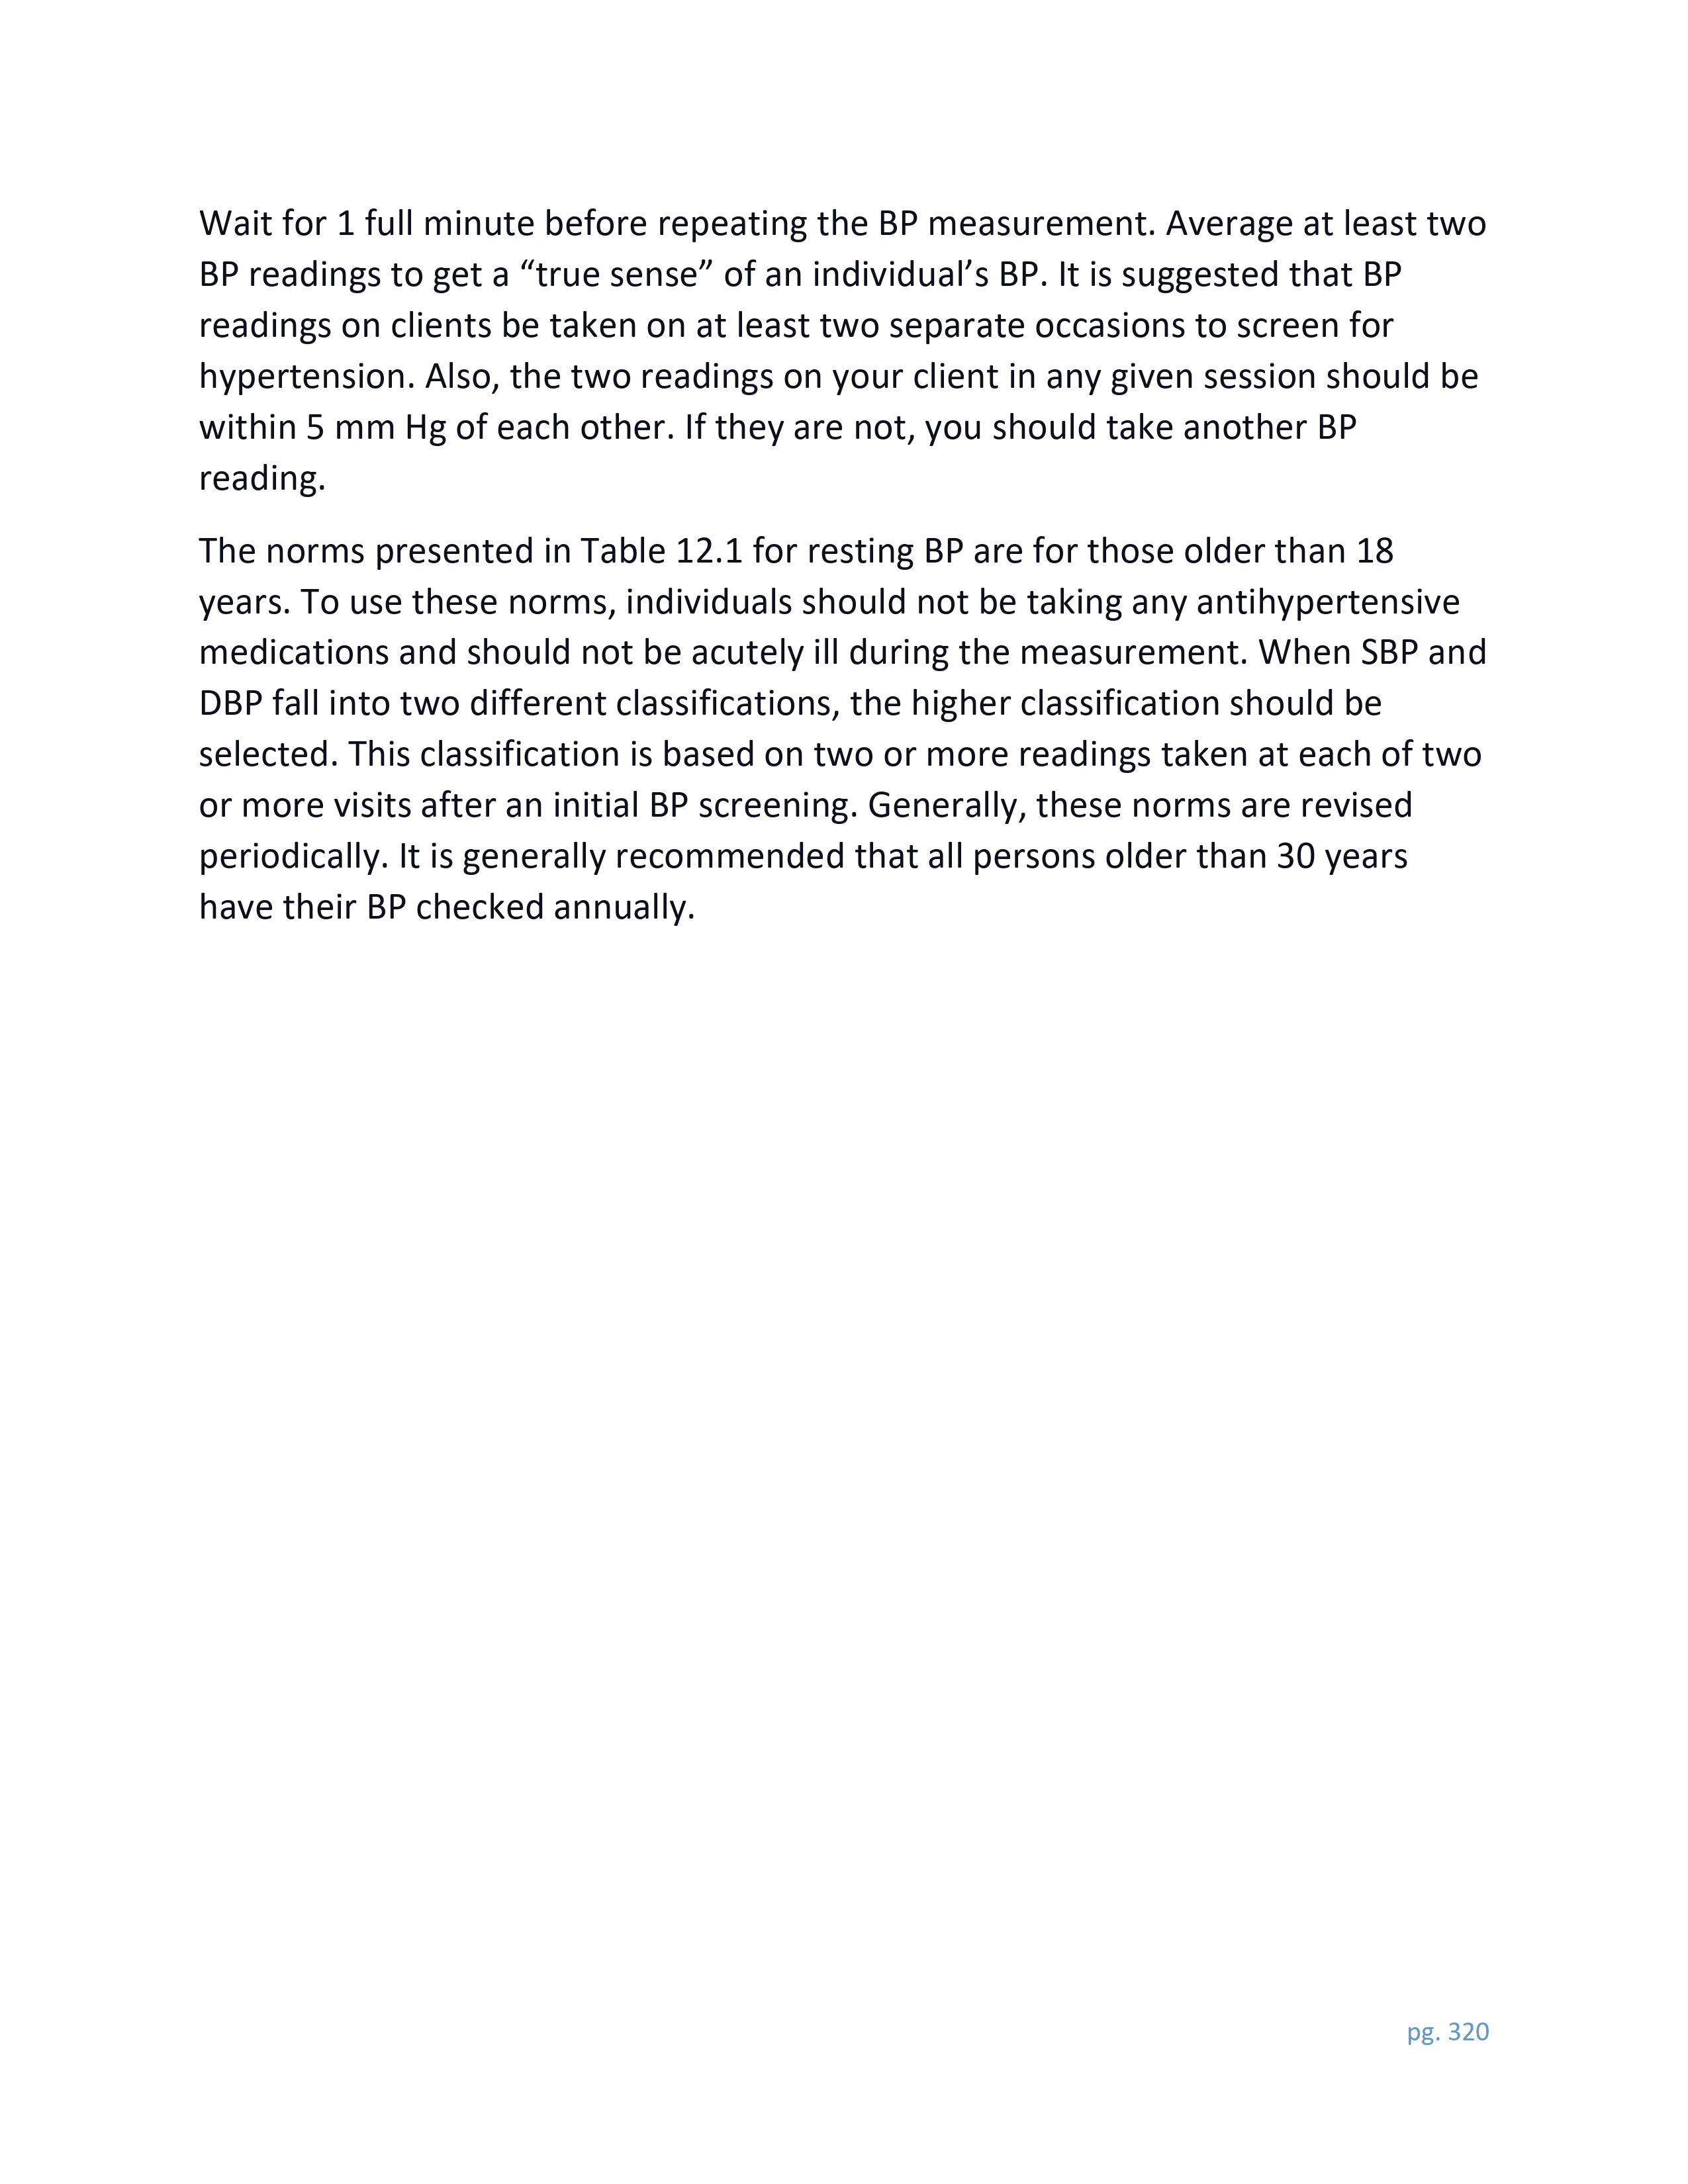 Wait for 1 full minute before repeating the BP measurement. Average at least two
BP readings to get a “true sense” of an individual’s BP. It is suggested that BP
readings on clients be taken on at least two separate occasions to screen for
hypertension. Also, the two readings on your client in any given session should be
within 5 mm Hg of each other. If they are not, you should take another BP
reading.
The norms presented in Table 12.1 for resting BP are for those older than 18
years. To use these norms, individuals should not be taking any antihypertensive
medications and should not be acutely ill during the measurement. When SBP and
DBP fall into two different classifications, the higher classification should be
selected. This classification is based on two or more readings taken at each of two
or more visits after an initial BP screening. Generally, these norms are revised
periodically. It is generally recommended that all persons older than 30 years
have their BP checked annually.
pg. 320